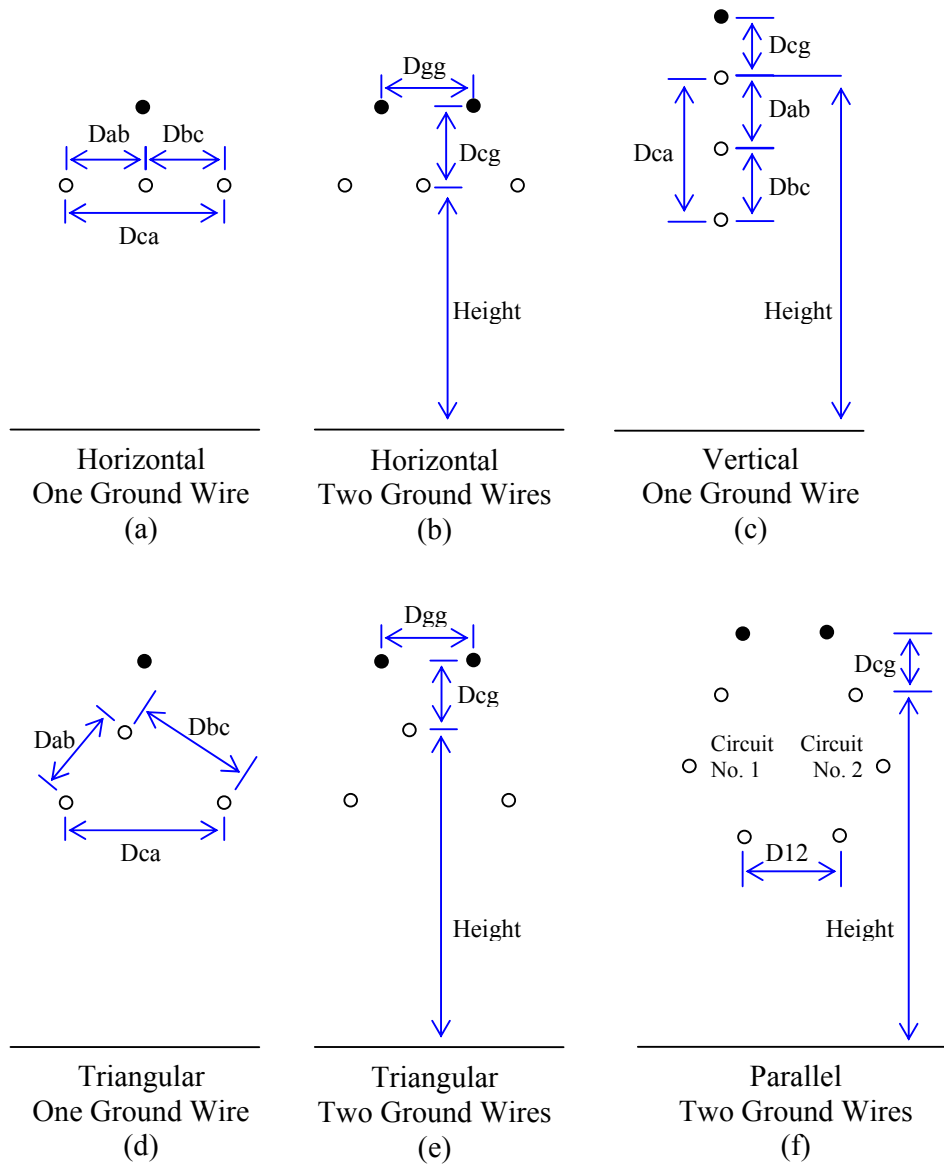 Dab
Dbc
Dca
Horizontal
One Ground Wire
(a)
Dgg
Dcg
Height
Horizontal
Two Ground Wires
(b)
Dcg
Dab
Dca
Dbc
Height
Vertical
One Ground Wire
(c)
Dab
Dbc
Dca
Triangular
One Ground Wire
(d)
Dgg
Dcg
Height
Triangular
Two Ground Wires
(e)
Dcg
Circuit
No. 1
Circuit
No. 2
D12
Height
Parallel
Two Ground Wires
(f)